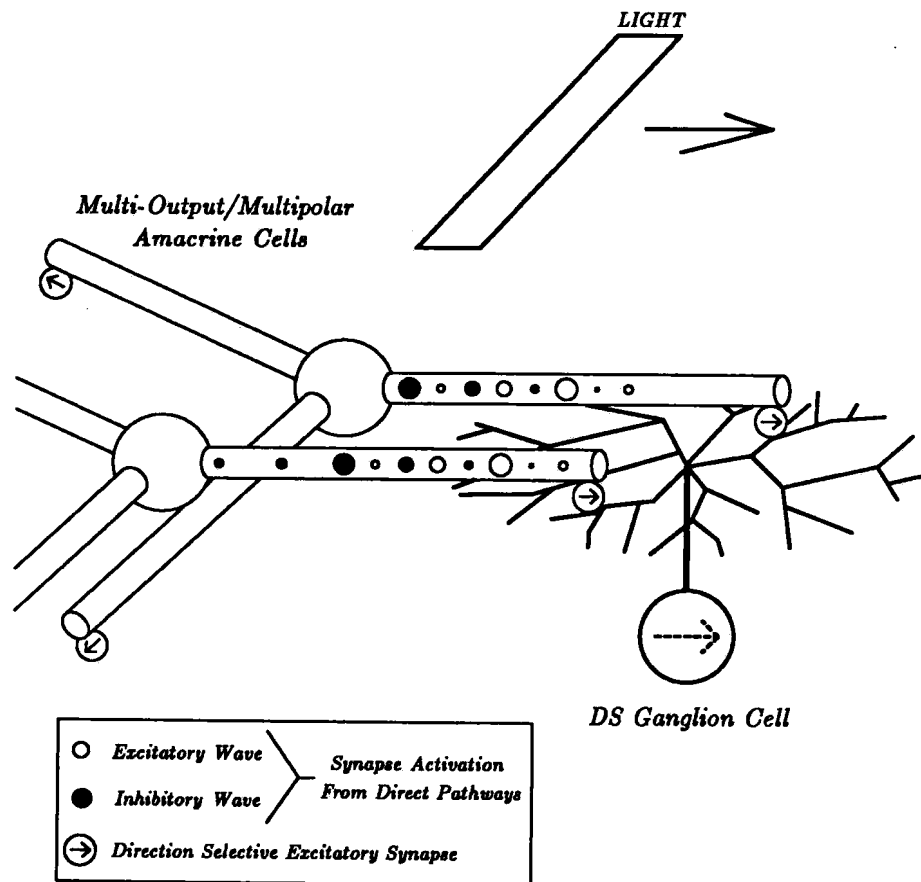 LIGHT
Multi-Output/Multipolar
Amacrine Cells
DS Ganglion Cell
Excitatory Wave
Inhibitory Wave
Synapse Activation
From Direct Pathways
Direction Selective Excitatory Synapse